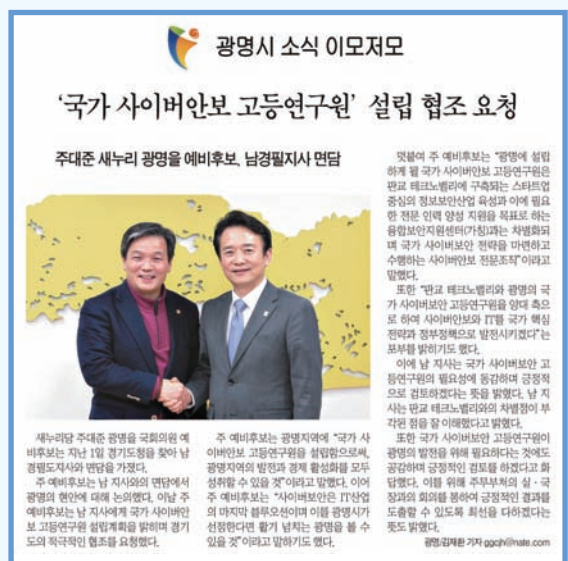 광명시 소식 이모저모
‘국가 사이버안보 고등연구원’ 설립 협조 요청
주대준 새누리 광명을 예비후보, 남경필지사 면담
새누리당 주대준 광명을 국회의원 예
비후보는 지난 1일 경기도청을 찾아 남
경필도지사와 면담을 가졌다.
주 예비후보는 남 지사와의 면담에서
광명의 현안에 대해 논의했다. 이날 주
예비후보는 남 지사에게 국가 사이버안
보 고등연구원 설립계획을 밝히며 경기
도의 적극적인 협조를 요청했다.
주 예비후보는 광명지역에 “국가 사
이버안보 고등연구원을 설립함으로써,
광명지역의 발전과 경제 활성화를 모두
성취할 수 있을 것”이라고 말했다. 이어
주 예비후보는 “사이버보안은 IT산업
의 마지막 블루오션이며 이를 광명시가
선점한다면 활기 넘치는 광명을 볼 수
있을 것”이라고 말하기도 했다.
덧붙여 주 예비후보는 “광명에 설립
하게 될 국가 사이버안보 고등연구원은
판교 테크노밸리에 구축되는 스타트업
중심의 정보보안산업 육성과 이에 필요
한 전문 인력 양성 지원을 목표로 하는
융합보안지원센터(가칭)과는 차별화되
며 국가 사이버보안 전략을 마련하고
수행하는 사이버안보 전문조직”이라고
말했다.
또한 “판교 테크노밸리와 광명의 국
가 사이버보안 고등연구원을 양대 축으
로 하여 사이버안보와 IT를 국가 핵심
전략과 정부정책으로 발전시키겠다”는
포부를 밝히기도 했다.
이에 남 지사는 국가 사이버보안 고
등연구원의 필요성에 동감하며 긍정적
으로 검토하겠다는 뜻을 밝혔다. 남 지
사는 판교 테크노밸리와의 차별점이 부
각된 점을 잘 이해했다고 밝혔다.
또한 국가 사이버보안 고등연구원이
광명의 발전을 위해 필요하다는 것에도
공감하며 긍정적인 검토를 하겠다고 화
답했다. 이를 위해 주무부처의 실·국
장과의 회의를 통하여 긍정적인 결과를
도출할 수 있도록 최선을 다하겠다는
뜻도 밝혔다.
광명/김재환 기자 ggcjh@nate.com